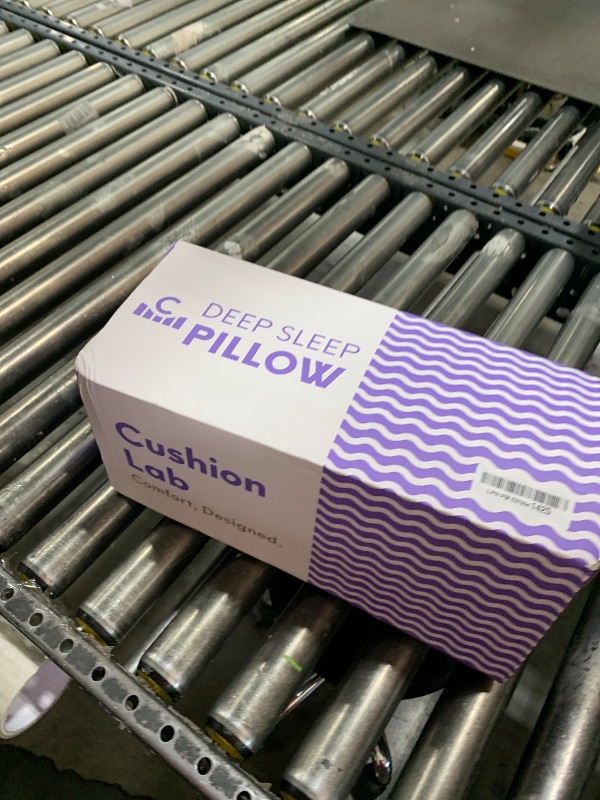 C
DEEP SLEEP
PILLOW
Cushion
Lab
Comfort, Designed.